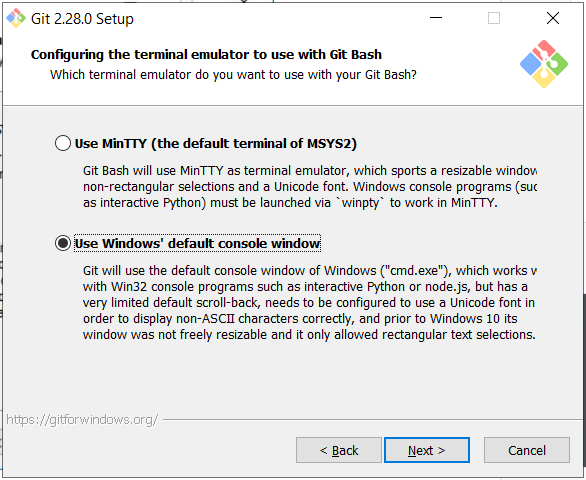 Git 2.28.0 Setup
Configuring the terminal emulator to use with Git Bash
Which terminal emulator do you want to use with your Git Bash?
Use MinTTY (the default terminal of MSYS2)
Git Bash will use MinTTY as terminal emulator, which sports a resizable window
non-rectangular selections and a Unicode font. Windows console programs (suc
as interactive Python) must be launched via `winpty` to work in MinTTY.
Use Windows' default console window
Git will use the default console window of Windows ("cmd.exe"), which works w
with Win32 console programs such as interactive Python or node.js, but has a
very limited default scroll-back, needs to be configured to use a Unicode font in
order to display non-ASCII characters correctly, and prior to Windows 10 its
window was not freely resizable and it only allowed rectangular text selections.
https://gitforwindows.org/
< Back
Next >
Cancel